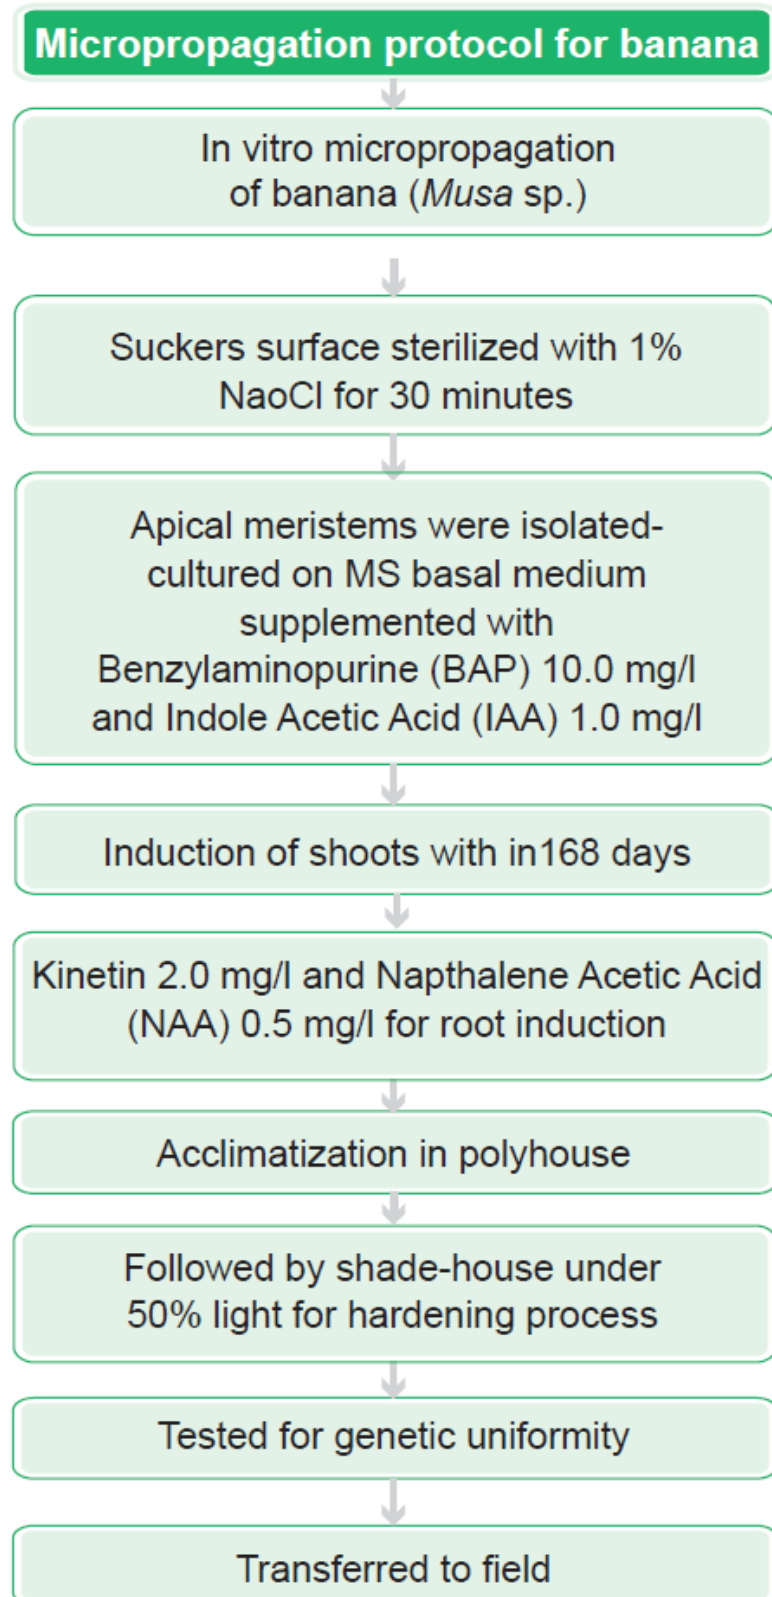 Micropropagation protocol for banana
In vitro micropropagation
of banana (Musa sp.)
Suckers surface sterilized with 1%
NaoCl for 30 minutes
Apical meristems were isolated-
cultured on MS basal medium
supplemented with
Benzylaminopurine (BAP) 10.0 mg/l
and Indole Acetic Acid (IAA) 1.0 mg/l
Induction of shoots with in168 days
Kinetin 2.0 mg/l and Napthalene Acetic Acid
(NAA) 0.5 mg/l for root induction
Acclimatization in polyhouse
Followed by shade-house under
50% light for hardening process
Tested for genetic uniformity
Transferred to field